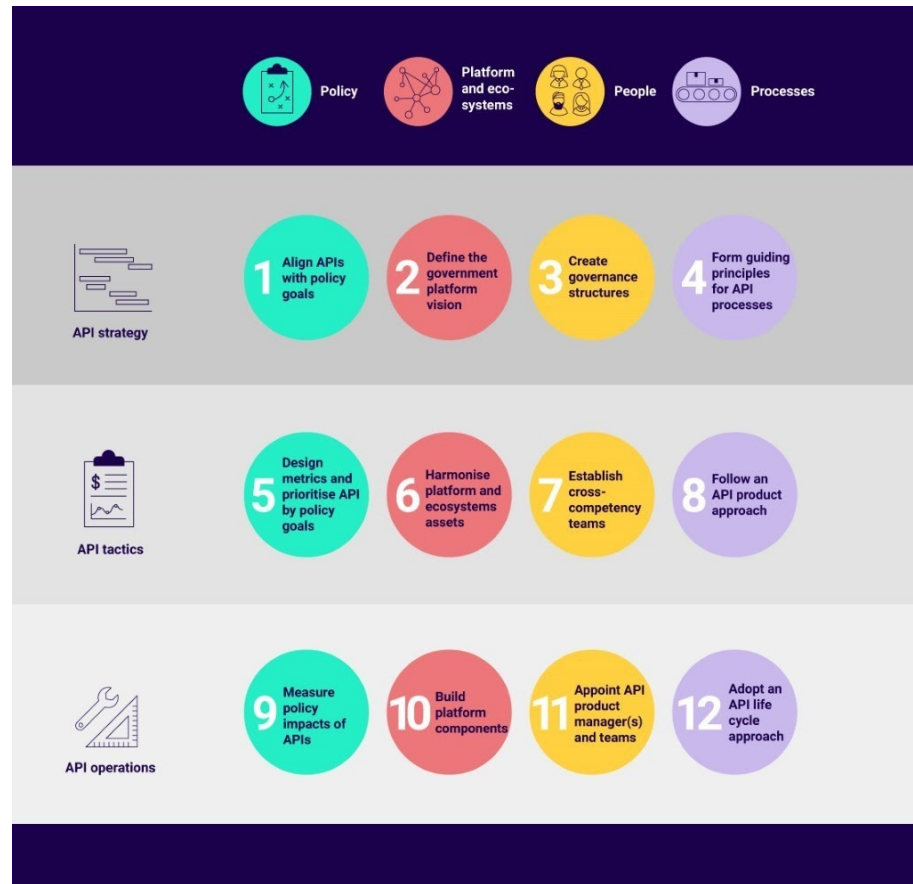 Policy
Platform
and eco-
systems
People
Processes
API strategy
1
Align APIs
with policy
goals
2
Define the
government
platform
vision
3
Create
governance
structures
4
Form guiding
principles
for API
processes
API tactics
5
Design
metrics and
prioritise API
by policy
goals
6
Harmonise
platform and
ecosystems
assets
7
Establish
cross-
competency
teams
8
Follow an
API product
approach
API operations
9
Measure
policy
impacts of
APIs
10
Build
platform
components
11
Appoint API
product
manager(s)
and teams
12
Adopt an
API life
cycle
approach